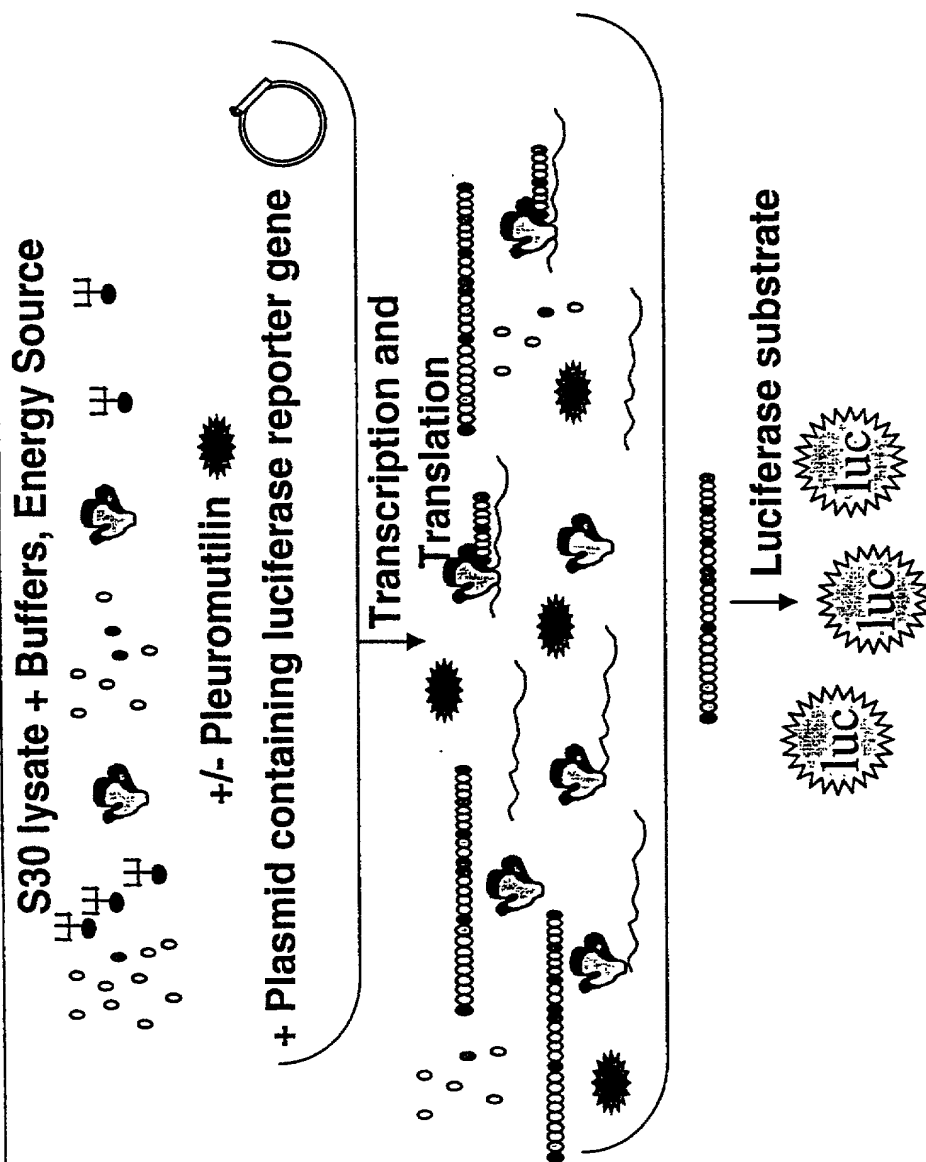 S30 lysate + Buffers, Energy Source
+/- Pleuromutilin
+ Plasmid containing luciferase reporter gene
Transcription and
Translation
Luciferase substrate
luc luc luc